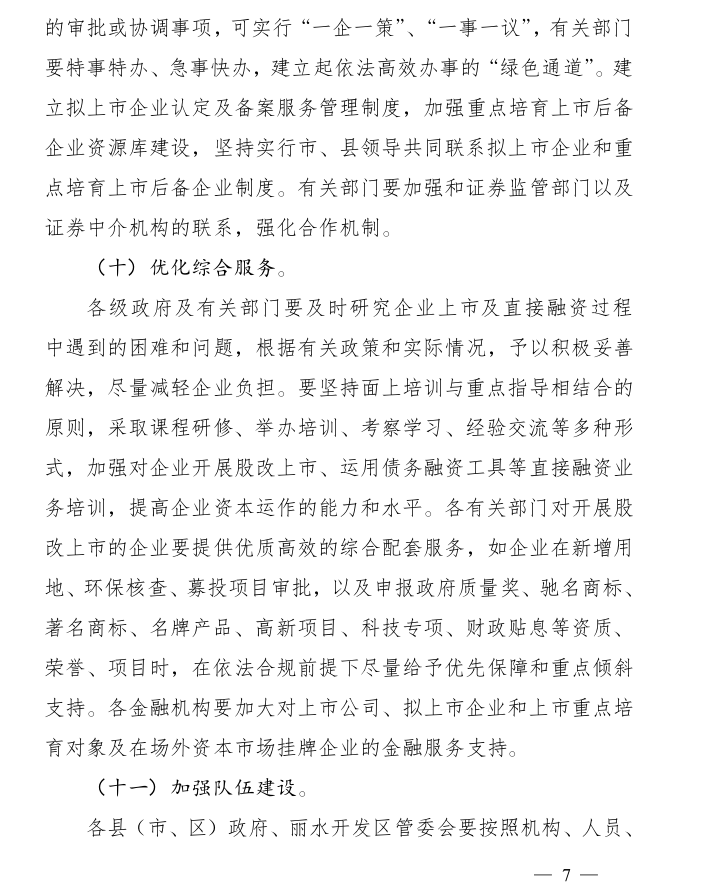 的审批或协调事项，可实行“一企一策”、“一事一议”，有关部门
要特事特办、急事快办，建立起依法高效办事的“绿色通道”。建
立拟上市企业认定及备案服务管理制度，加强重点培育上市后备
企业资源库建设，坚持实行市、县领导共同联系拟上市企业和重
点培育上市后备企业制度。有关部门要加强和证券监管部门以及
证券中介机构的联系，强化合作机制。
（十）优化综合服务。
各级政府及有关部门要及时研究企业上市及直接融资过程
中遇到的困难和问题，根据有关政策和实际情况，予以积极妥善
解决，尽量减轻企业负担。要坚持面上培训与重点指导相结合的
原则，采取课程研修、举办培训、考察学习、经验交流等多种形
式，加强对企业开展股改上市、运用债务融资工具等直接融资业
务培训，提高企业资本运作的能力和水平。各有关部门对开展股
改上市的企业要提供优质高效的综合配套服务，如企业在新增用
地、环保核查、募投项目审批，以及申报政府质量奖、驰名商标、
著名商标、名牌产品、高新项目、科技专项、财政贴息等资质、
荣誉、项目时，在依法合规前提下尽量给予优先保障和重点倾斜
支持。各金融机构要加大对上市公司、拟上市企业和上市重点培
育对象及在场外资本市场挂牌企业的金融服务支持。
（十一）加强队伍建设。
各县（市、区）政府、丽水开发区管委会要按照机构、人员、
— 7 —